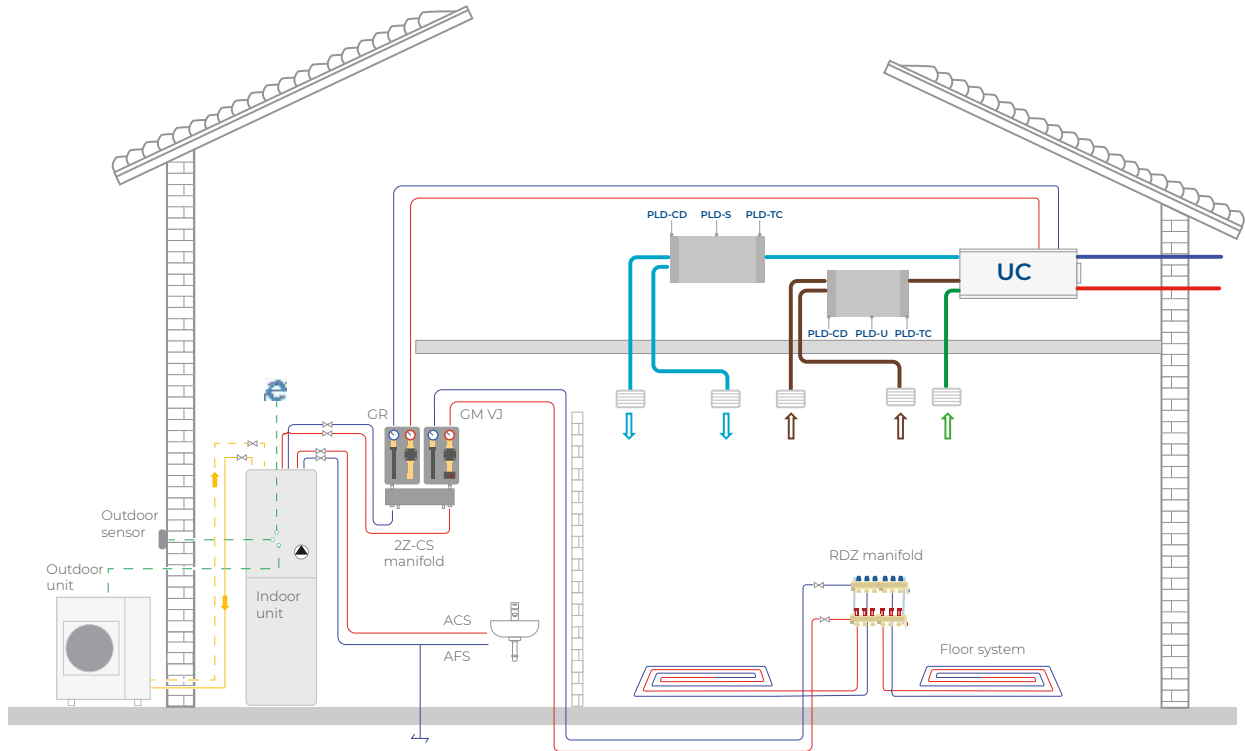 PLD-CD PLD-S PLD-TC
UC
PLD-CD PLD-U PLD-TC
GR
GM VJ
Outdoor
sensor
2Z-CS
manifold
RDZ manifold
Outdoor
unit
Indoor
unit
ACS
AFS
Floor system